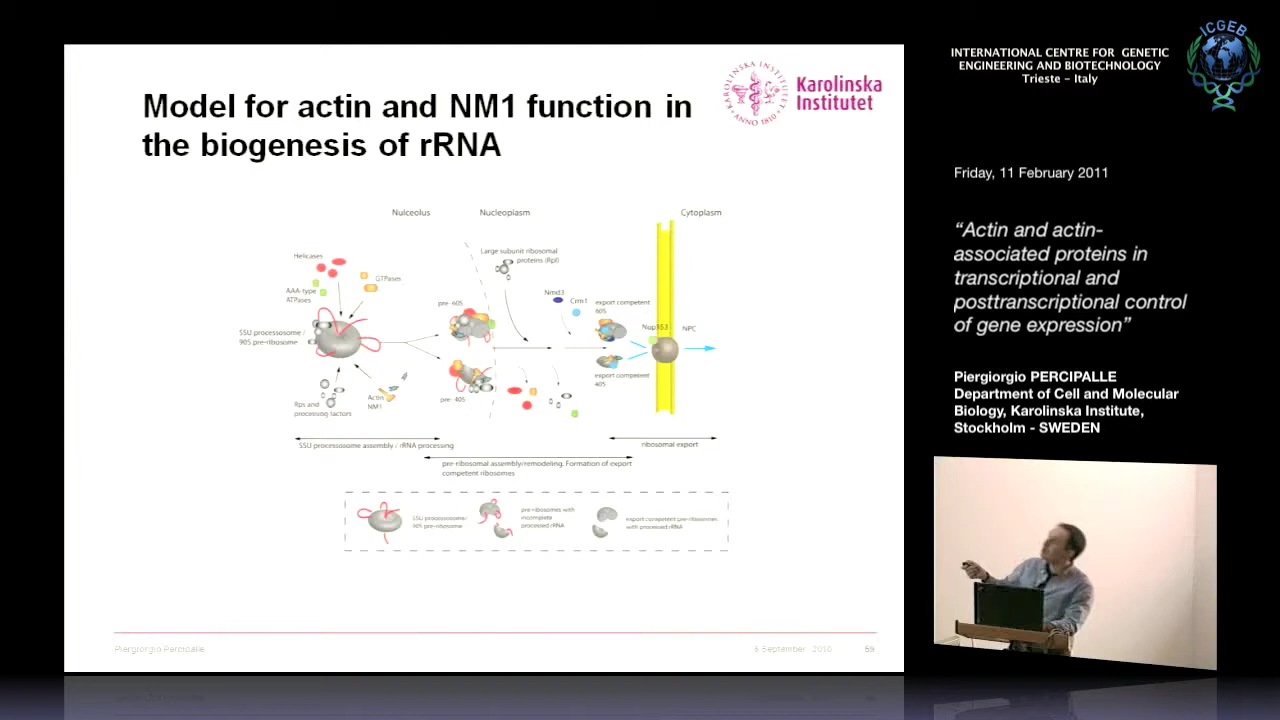 Model for actin and NM1 function in
the biogenesis of rRNA
KAROLINSKA INSTITUTET
ANNO 1810
Karolinska
Institutet
Nulceolus
Nucleoplasm
Cytoplasm
Helicases
GTPases
AAA-type
ATPases
SSU processosome /
90S pre-ribosome
Rps and
processing factors
Actin
NM1
pre- 60S
pre- 40S
Large subunit ribosomal
proteins (Rpl)
Nmd3
Crm1
export competent
60S
export competent
40S
Nup153
NPC
SSU processosome assembly / rRNA processing
pre-ribosomal assembly/remodeling. Formation of export
competent ribosomes
ribosomal export
SSU processosome/
90S pre-ribosome
pre-ribosomes with
incomplete
processed rRNA
export competent pre-ribosomes
with processed rRNA
Piergiorgio Percipalle
5 September 2010
59
INTERNATIONAL CENTRE FOR GENETIC
ENGINEERING AND BIOTECHNOLOGY
Trieste – Italy
ICGEB
Friday, 11 February 2011
“Actin and actin-
associated proteins in
transcriptional and
posttranscriptional control
of gene expression”
Piergiorgio PERCIPALLE
Department of Cell and Molecular
Biology, Karolinska Institute,
Stockholm - SWEDEN